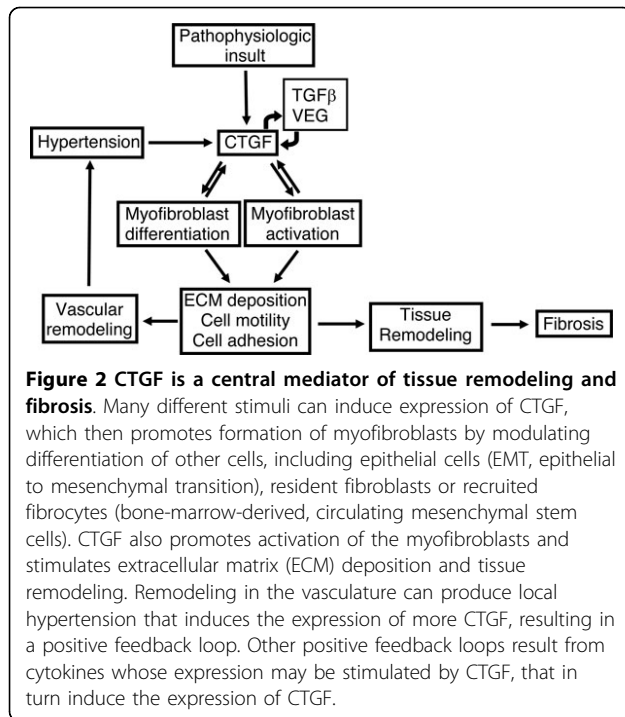 Pathophysiologic
insult
TGFβ
VEG
Hypertension
CTGF
Myofibroblast
differentiation
Myofibroblast
activation
Vascular
remodeling
ECM deposition
Cell motility
Cell adhesion
Tissue
Remodeling
Fibrosis
Figure 2 CTGF is a central mediator of tissue remodeling and
fibrosis. Many different stimuli can induce expression of CTGF,
which then promotes formation of myofibroblasts by modulating
differentiation of other cells, including epithelial cells (EMT, epithelial
to mesenchymal transition), resident fibroblasts or recruited
fibrocytes (bone-marrow-derived, circulating mesenchymal stem
cells). CTGF also promotes activation of the myofibroblasts and
stimulates extracellular matrix (ECM) deposition and tissue
remodeling. Remodeling in the vasculature can produce local
hypertension that induces the expression of more CTGF, resulting in
a positive feedback loop. Other positive feedback loops result from
cytokines whose expression may be stimulated by CTGF, that in
turn induce the expression of CTGF.